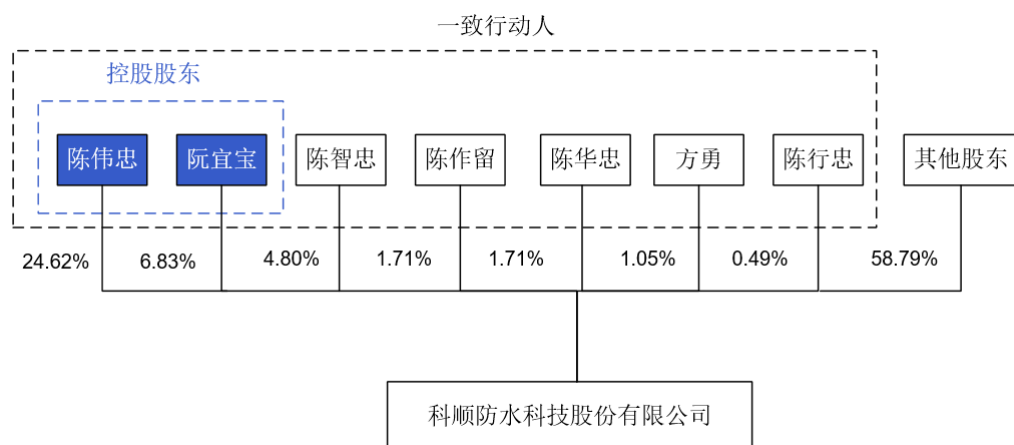 一致行动人
控股股东
陈伟忠
阮宜宝
陈智忠
陈作留
陈华忠
方勇
陈行忠
其他股东
24.62%
6.83%
4.80%
1.71%
1.71%
1.05%
0.49%
58.79%
科顺防水科技股份有限公司